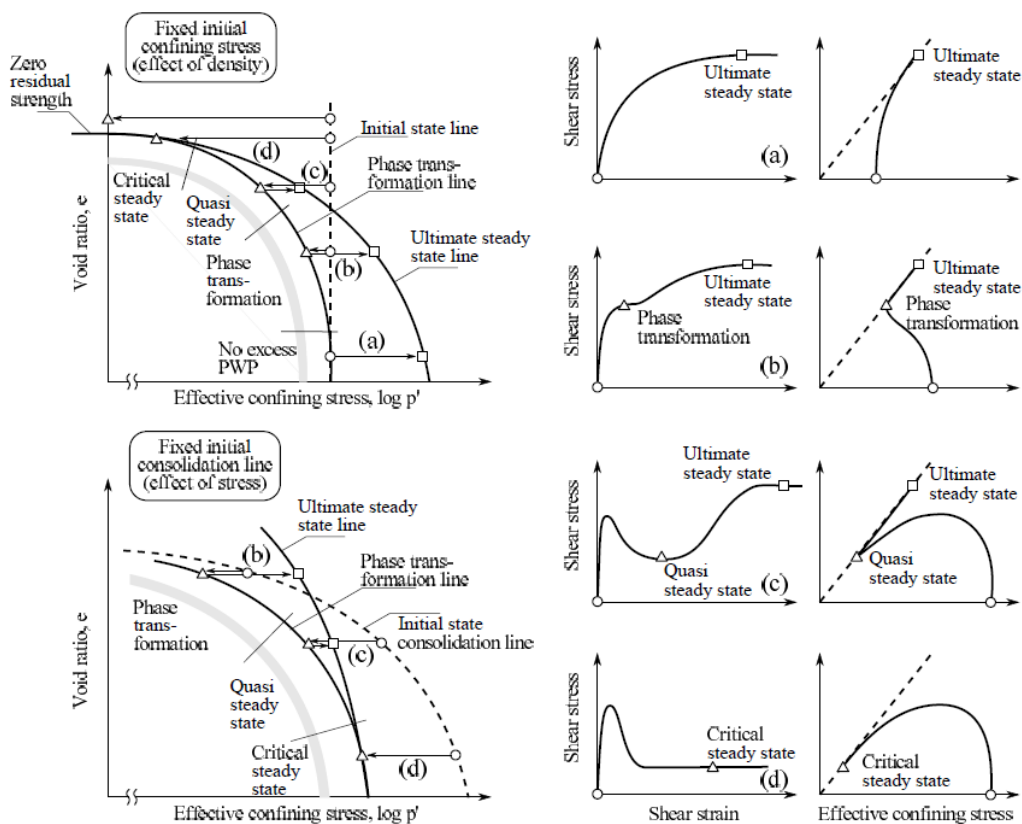 Fixed initial
confining stress
(effect of density)
Zero
residual
strength
Initial state line
(d)
(c)
Phase trans-
formation line
Critical
steady
state
Quasi
steady
state
Ultimate steady
state line
Phase
trans-
formation
(b)
No excess
PWP
(a)
Void ratio, e
Effective confining stress, log p'
Fixed initial
consolidation line
(effect of stress)
Ultimate steady
state line
(b)
Phase trans-
formation line
Phase
trans-
formation
Initial state
consolidation line
(c)
Quasi
steady
state
Critical
steady
state
(d)
Void ratio, e
Effective confining stress, log p'
Shear stress
Ultimate
steady state
(a)
Ultimate
steady state
Shear stress
Ultimate
steady state
Phase
transformation
(b)
Ultimate
steady state
Phase
transformation
Shear stress
Ultimate
steady state
Quasi
steady state
(c)
Ultimate
steady state
Quasi
steady state
Shear stress
Critical
steady state
(d)
Critical
steady state
Shear strain
Effective confining stress